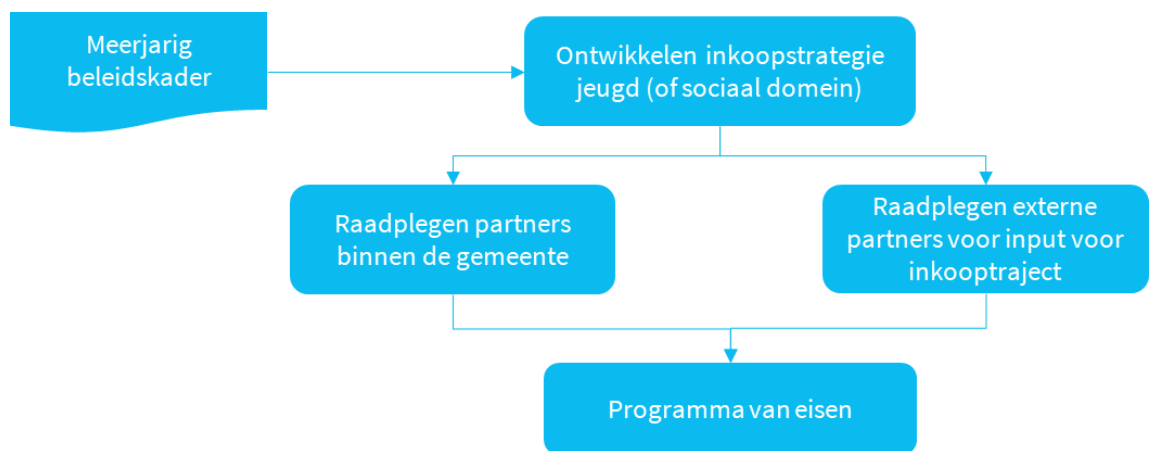 Meerjarig
beleidskader
Ontwikkelen inkoopstrategie
jeugd (of sociaal domein)
Raadplegen partners
binnen de gemeente
Raadplegen externe
partners voor input voor
inkooptraject
Programma van eisen